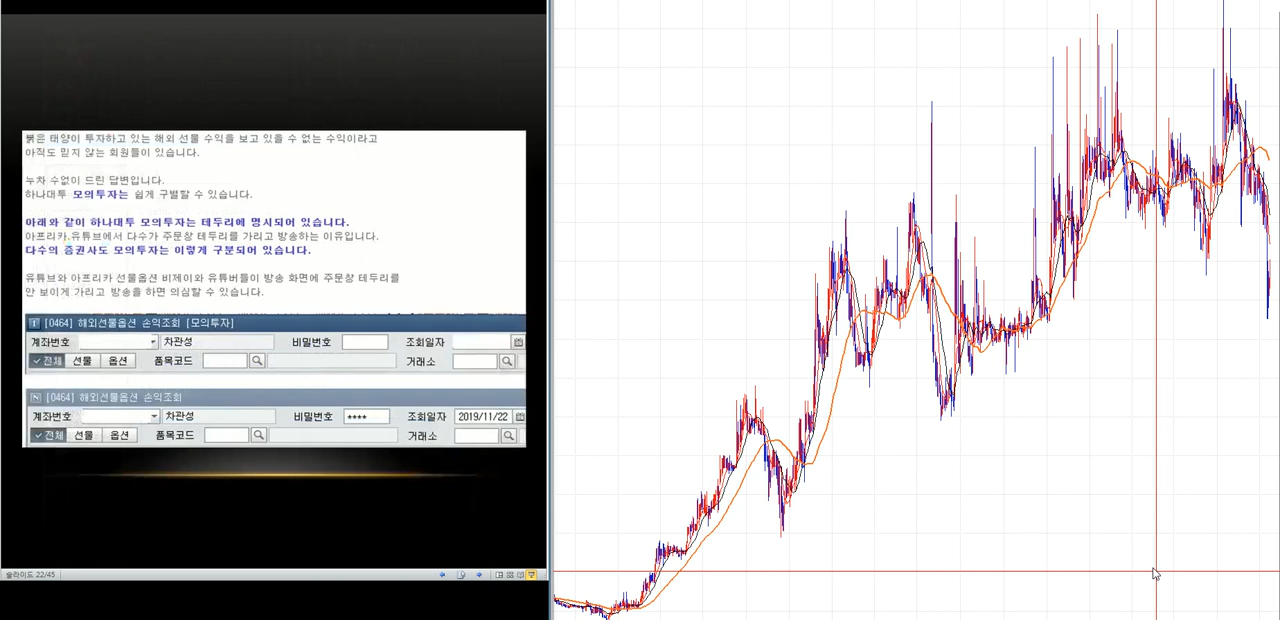 붉은 태양이 투자하고 있는 해외 선물 수익을 보고 있을 수 없는 수익이라고
아직도 믿지 않는 회원들이 있습니다.
누차 수없이 드린 답변입니다.
하나대투 모의투자는 쉽게 구별할 수 있습니다.
아래와 같이 하나대투 모의투자는 테두리에 명시되어 있습니다.
아프리카.유튜브에서 다수가 주문창 테두리를 가리고 방송하는 이유입니다.
다수의 증권사도 모의투자는 이렇게 구분되어 있습니다.
유튜브와 아프리카 선물옵션 비제이와 유튜버들이 방송 화면에 주문창 테두리를
안 보이게 가리고 방송을 하면 의심할 수 있습니다.
[0464] 해외선물옵션 손익조회 [모의투자]
계좌번호 차관성 비밀번호 조회일자
전체 선물 옵션 품목코드 거래소
[0464] 해외선물옵션 손익조회
계좌번호 차관성 비밀번호 **** 조회일자 2019/11/22
전체 선물 옵션 품목코드 거래소
슬라이드 22/45